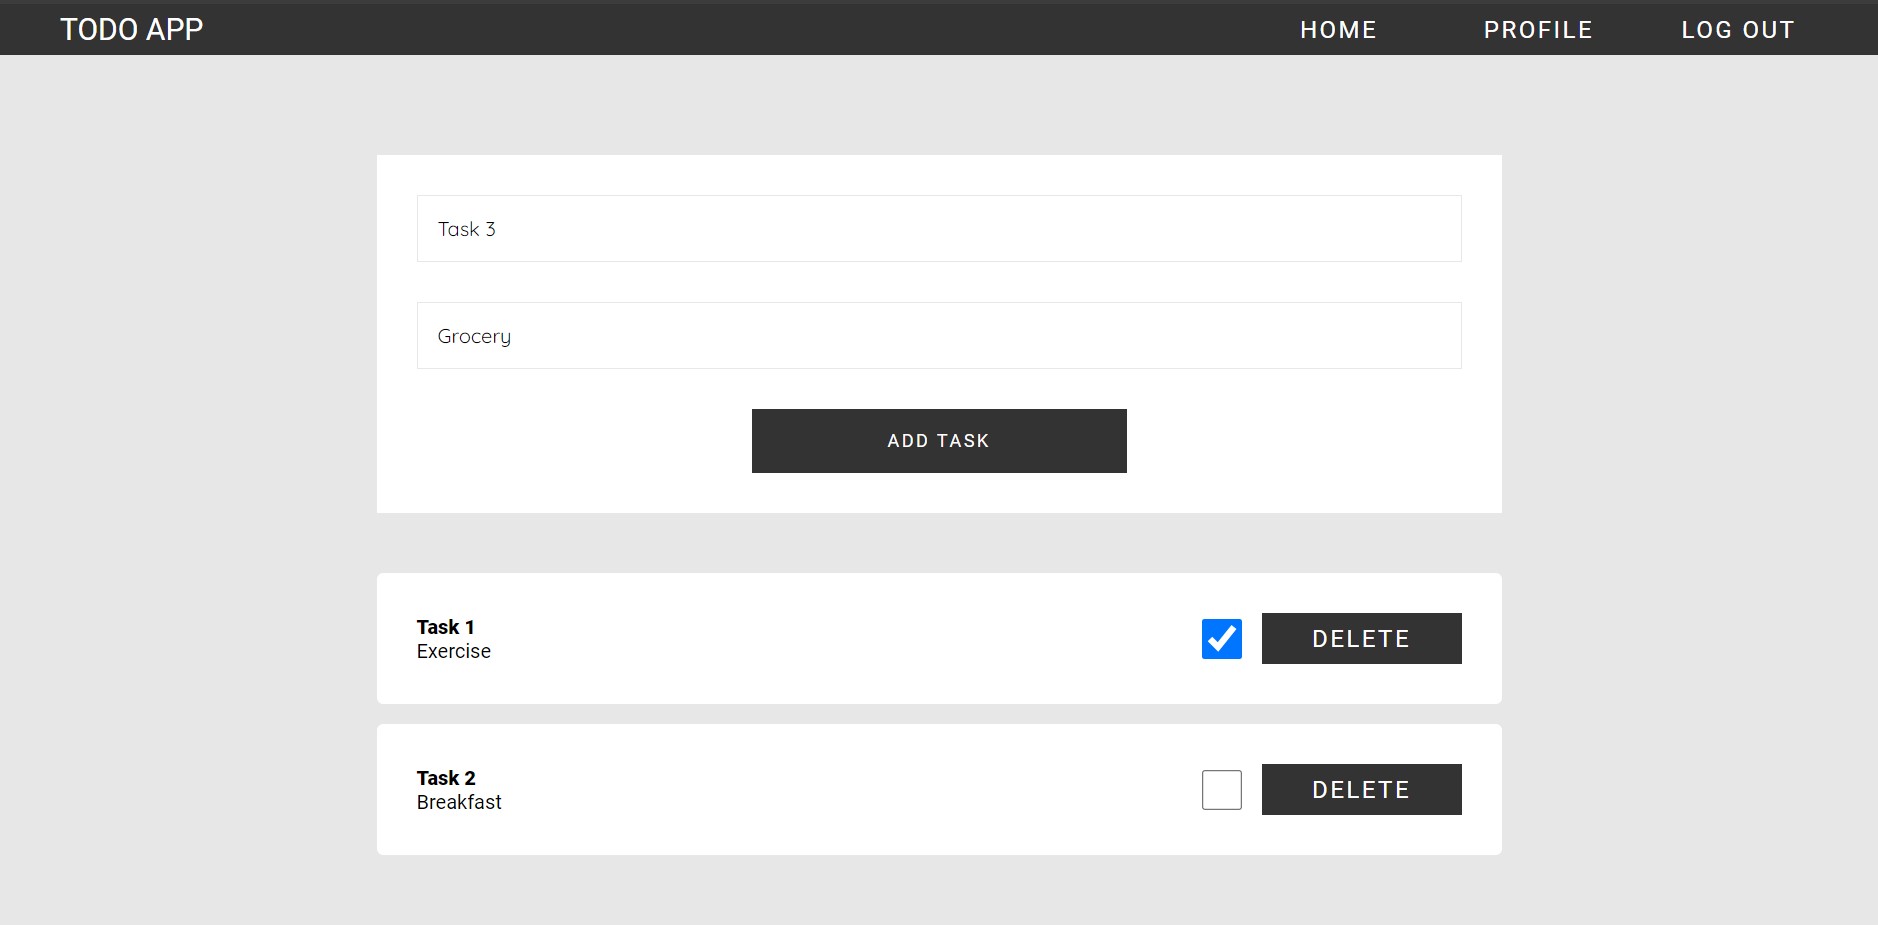 TODO APP
HOME PROFILE LOG OUT
Task 3
Grocery
ADD TASK
Task 1
Exercise
DELETE
Task 2
Breakfast
DELETE